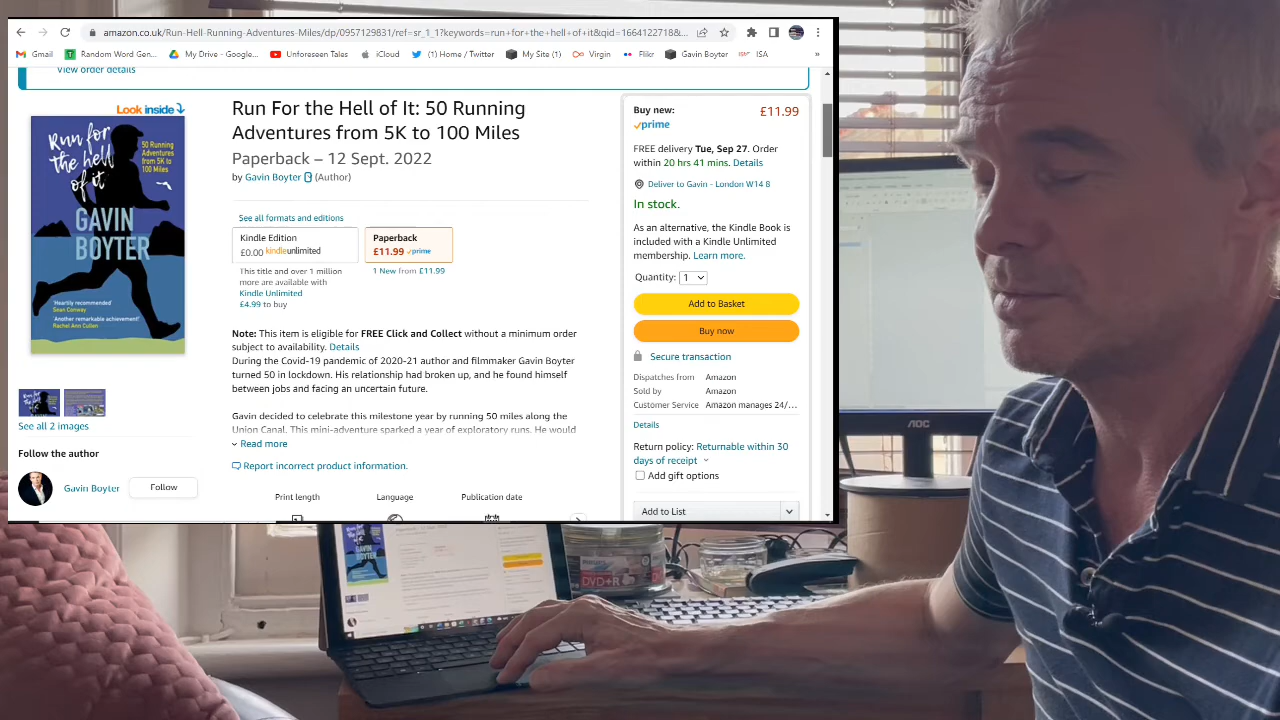 amazon.co.uk/Run-hell-Running-Adventures-Miles/dp/0957129831/ref=sr_1_1?keywords=run+for+the+hell+of+it&qid=1664122718&
Gmail
Random Word Gen...
My Drive - Google...
Unforeseen Tales
iCloud
(1) Home / Twitter
My Site (1)
Virgin
Flikr
Gavin Boyter
ISA
»
View order details
Look inside
Run for
the hell
of it
50 Running
Adventures
from 5K to
100 Miles
GAVIN
BOYTER
'Heartily recommended'
Sean Conway
'Another remarkable achievement!'
Rachel Ann Cullen
See all 2 images
Follow the author
Gavin Boyter
Follow
Run For the Hell of It: 50 Running
Adventures from 5K to 100 Miles
Paperback – 12 Sept. 2022
by Gavin Boyter (Author)
See all formats and editions
Kindle Edition
£0.00 kindleunlimited
This title and over 1 million
more are available with
Kindle Unlimited
£4.99 to buy
Paperback
£11.99 prime
1 New from £11.99
Note: This item is eligible for FREE Click and Collect without a minimum order
subject to availability. Details
During the Covid-19 pandemic of 2020-21 author and filmmaker Gavin Boyter
turned 50 in lockdown. His relationship had broken up, and he found himself
between jobs and facing an uncertain future.
Gavin decided to celebrate this milestone year by running 50 miles along the
Union Canal. This mini-adventure sparked a year of exploratory runs. He would
Read more
Report incorrect product information.
Print length
Language
Publication date
Buy new:
£11.99
prime
FREE delivery Tue, Sep 27. Order
within 20 hrs 41 mins. Details
Deliver to Gavin - London W14 8
In stock.
As an alternative, the Kindle Book is
included with a Kindle Unlimited
membership. Learn more.
Quantity: 1
Add to Basket
Buy now
Secure transaction
Dispatches from Amazon
Sold by Amazon
Customer Service Amazon manages 24/...
Details
Return policy: Returnable within 30
days of receipt
Add gift options
Add to List
AOC
DVD+R
GAVIN
BOYTER